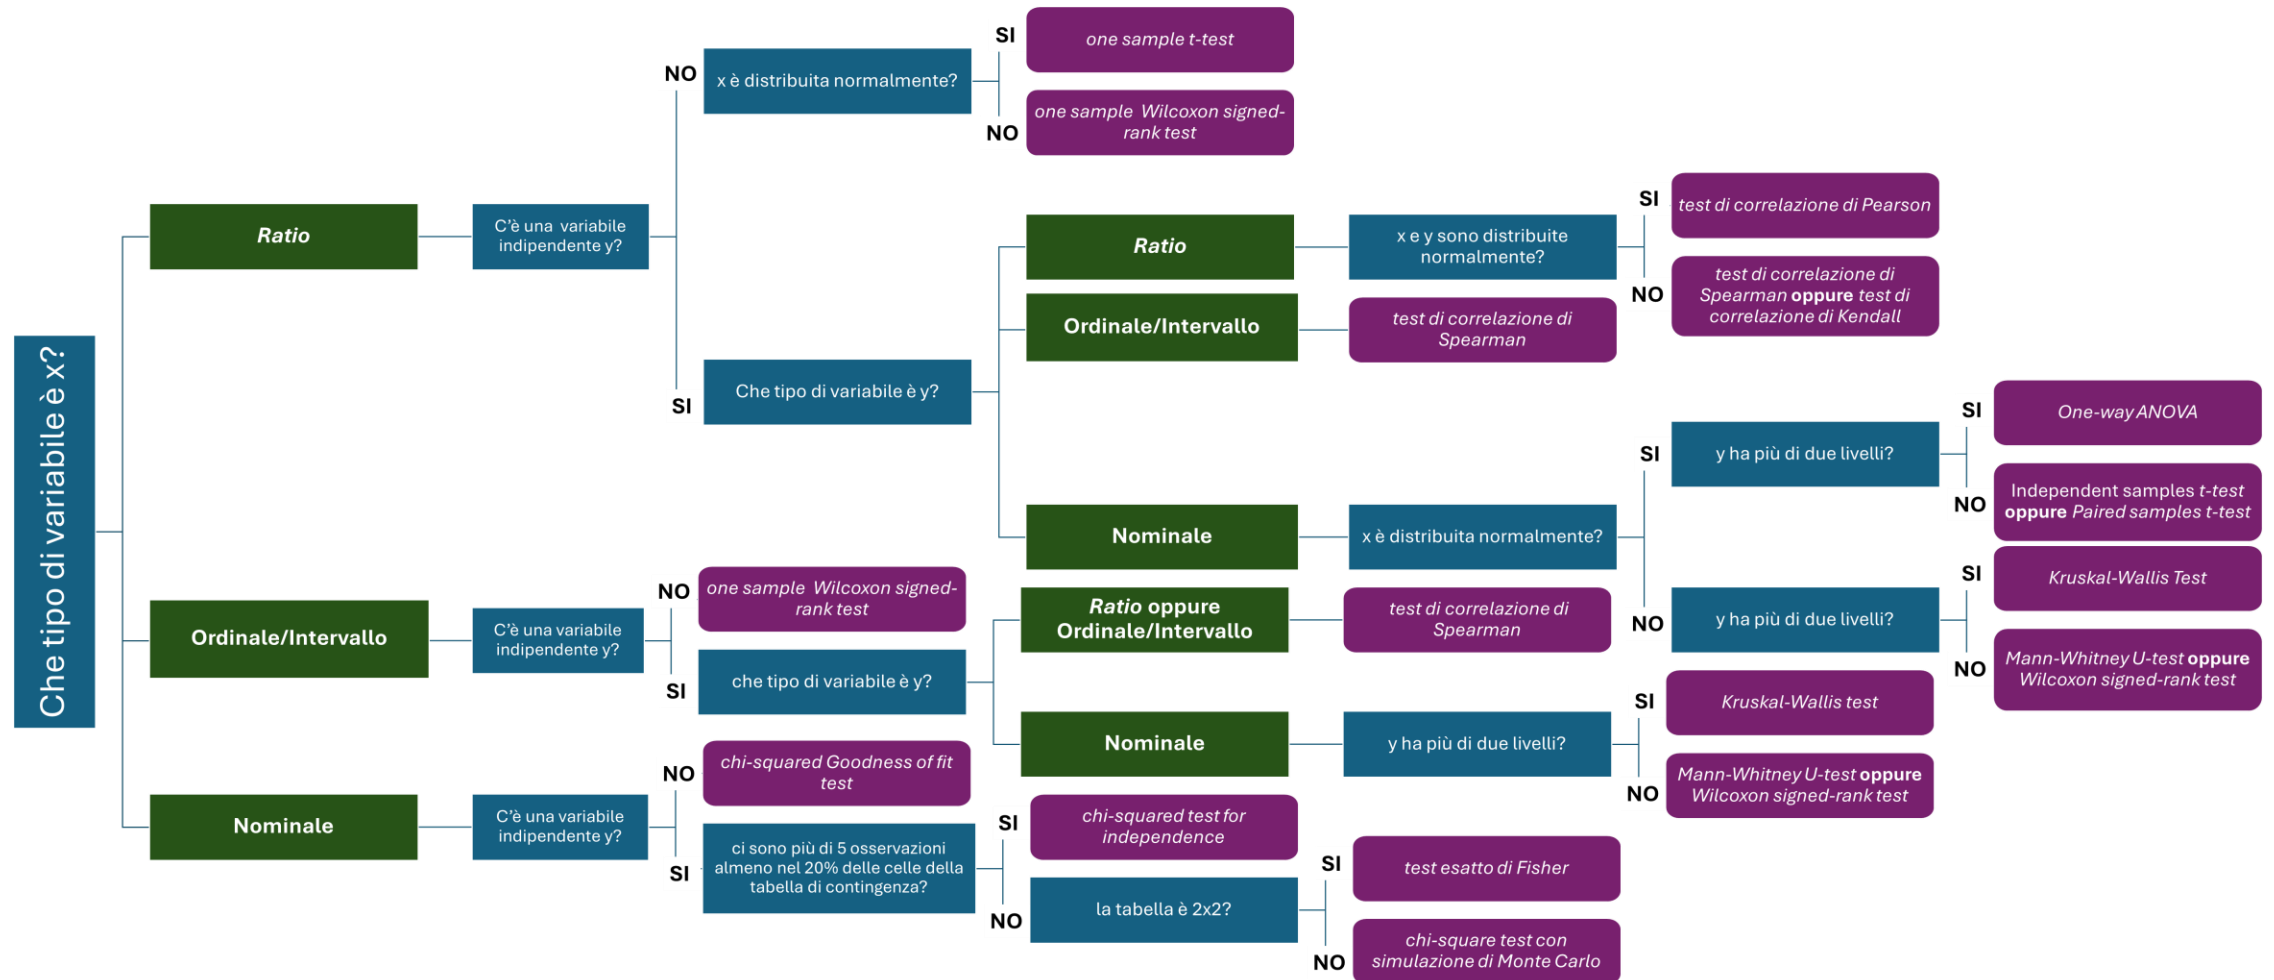 Che tipo di variabile è x?
Ratio
C'è una variabile
indipendente y?
NO
x è distribuita normalmente?
SI
one sample t-test
NO
one sample Wilcoxon signed-
rank test
SI
Che tipo di variabile è y?
Ratio
x e y sono distribuite
normalmente?
SI
test di correlazione di Pearson
NO
test di correlazione di
Spearman oppure test di
correlazione di Kendall
Ordinale/Intervallo
test di correlazione di
Spearman
Nominale
x è distribuita normalmente?
SI
y ha più di due livelli?
SI
One-way ANOVA
NO
Independent samples t-test
oppure Paired samples t-test
NO
y ha più di due livelli?
SI
Kruskal-Wallis Test
NO
Mann-Whitney U-test oppure
Wilcoxon signed-rank test
Ordinale/Intervallo
C'è una variabile
indipendente y?
NO
one sample Wilcoxon signed-
rank test
SI
che tipo di variabile è y?
Ratio oppure
Ordinale/Intervallo
test di correlazione di
Spearman
Nominale
y ha più di due livelli?
SI
Kruskal-Wallis test
NO
Mann-Whitney U-test oppure
Wilcoxon signed-rank test
Nominale
C'è una variabile
indipendente y?
NO
chi-squared Goodness of fit
test
SI
ci sono più di 5 osservazioni
almeno nel 20% delle celle della
tabella di contingenza?
SI
chi-squared test for
independence
NO
la tabella è 2x2?
SI
test esatto di Fisher
NO
chi-square test con
simulazione di Monte Carlo